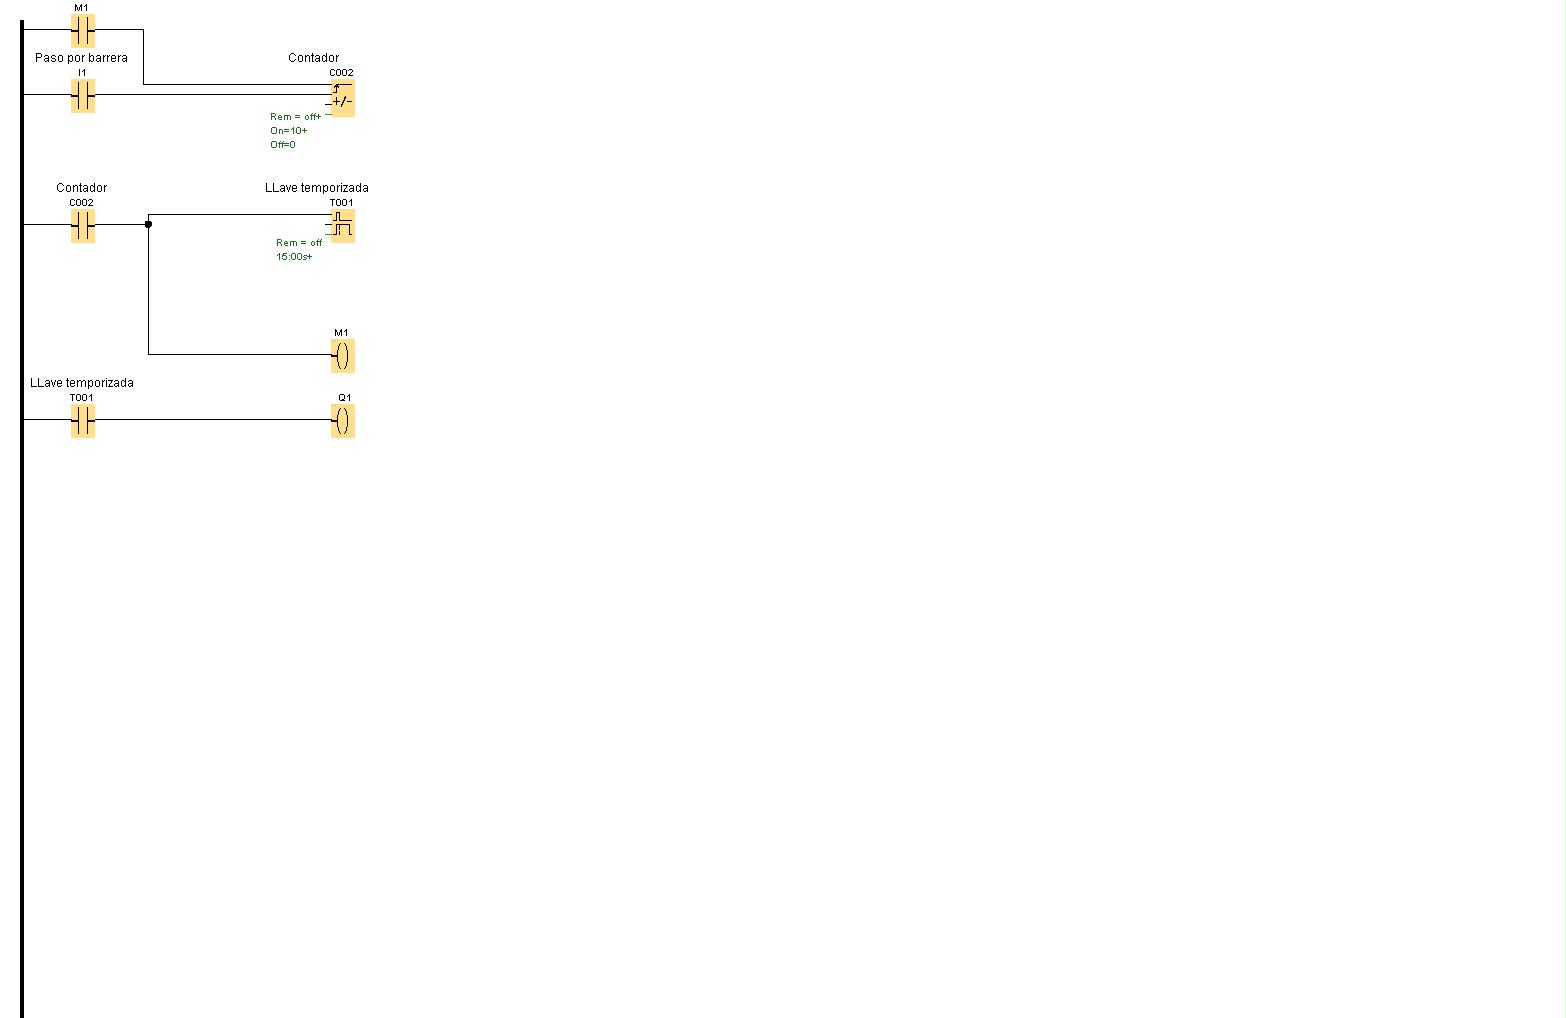 M1
Paso por barrera
I1
Contador
C002
+/-
Rem = off+
On=10+
Off=0
Contador
C002
LLave temporizada
T001
Rem = off
15:00s+
M1
LLave temporizada
T001
Q1